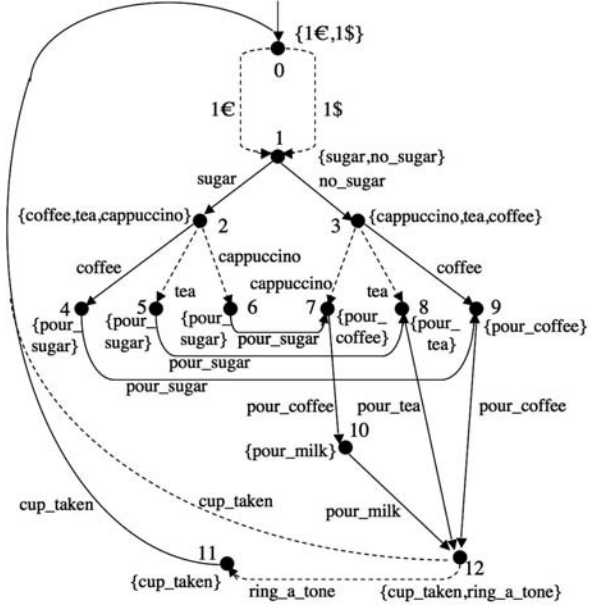 {1€,1$}
0
1€ 1$
1
{sugar,no_sugar}
sugar no_sugar
{coffee,tea,cappuccino} 2 3 {cappuccino,tea,coffee}
coffee cappuccino coffee
tea cappuccino tea
4 5 6 7 8 9
{pour_
sugar}
{pour_
sugar}
{pour_
sugar}
{pour_
coffee}
{pour_
tea}
{pour_coffee}
pour_sugar
pour_sugar
pour_sugar
pour_coffee pour_tea pour_coffee
10
{pour_milk}
cup_taken cup_taken pour_milk
11 12
{cup_taken} ring_a_tone {cup_taken,ring_a_tone}